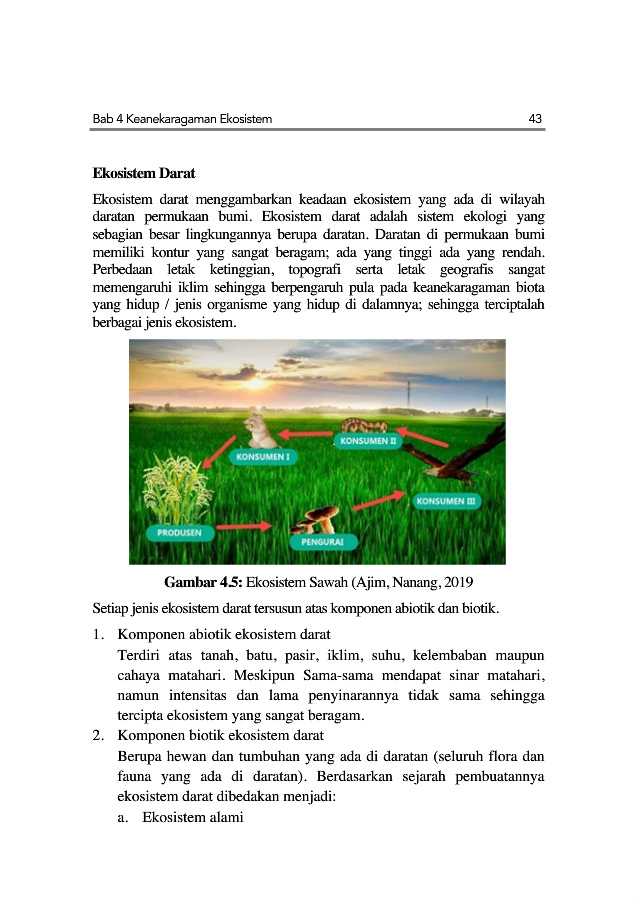 Bab 4 Keanekaragaman Ekosistem 43
Ekosistem Darat
Ekosistem darat menggambarkan keadaan ekosistem yang ada di wilayah
daratan permukaan bumi. Ekosistem darat adalah sistem ekologi yang
sebagian besar lingkungannya berupa daratan. Daratan di permukaan bumi
memiliki kontur yang sangat beragam; ada yang tinggi ada yang rendah.
Perbedaan letak ketinggian, topografi serta letak geografis sangat
memengaruhi iklim sehingga berpengaruh pula pada keanekaragaman biota
yang hidup / jenis organisme yang hidup di dalamnya; sehingga terciptalah
berbagai jenis ekosistem.
KONSUMEN I
KONSUMEN II
KONSUMEN III
PRODUSEN
PENGURAI
Gambar 4.5: Ekosistem Sawah (Ajim, Nanang, 2019
Setiap jenis ekosistem darat tersusun atas komponen abiotik dan biotik.
1. Komponen abiotik ekosistem darat
Terdiri atas tanah, batu, pasir, iklim, suhu, kelembaban maupun
cahaya matahari. Meskipun Sama-sama mendapat sinar matahari,
namun intensitas dan lama penyinarannya tidak sama sehingga
tercipta ekosistem yang sangat beragam.
2. Komponen biotik ekosistem darat
Berupa hewan dan tumbuhan yang ada di daratan (seluruh flora dan
fauna yang ada di daratan). Berdasarkan sejarah pembuatannya
ekosistem darat dibedakan menjadi:
a. Ekosistem alami